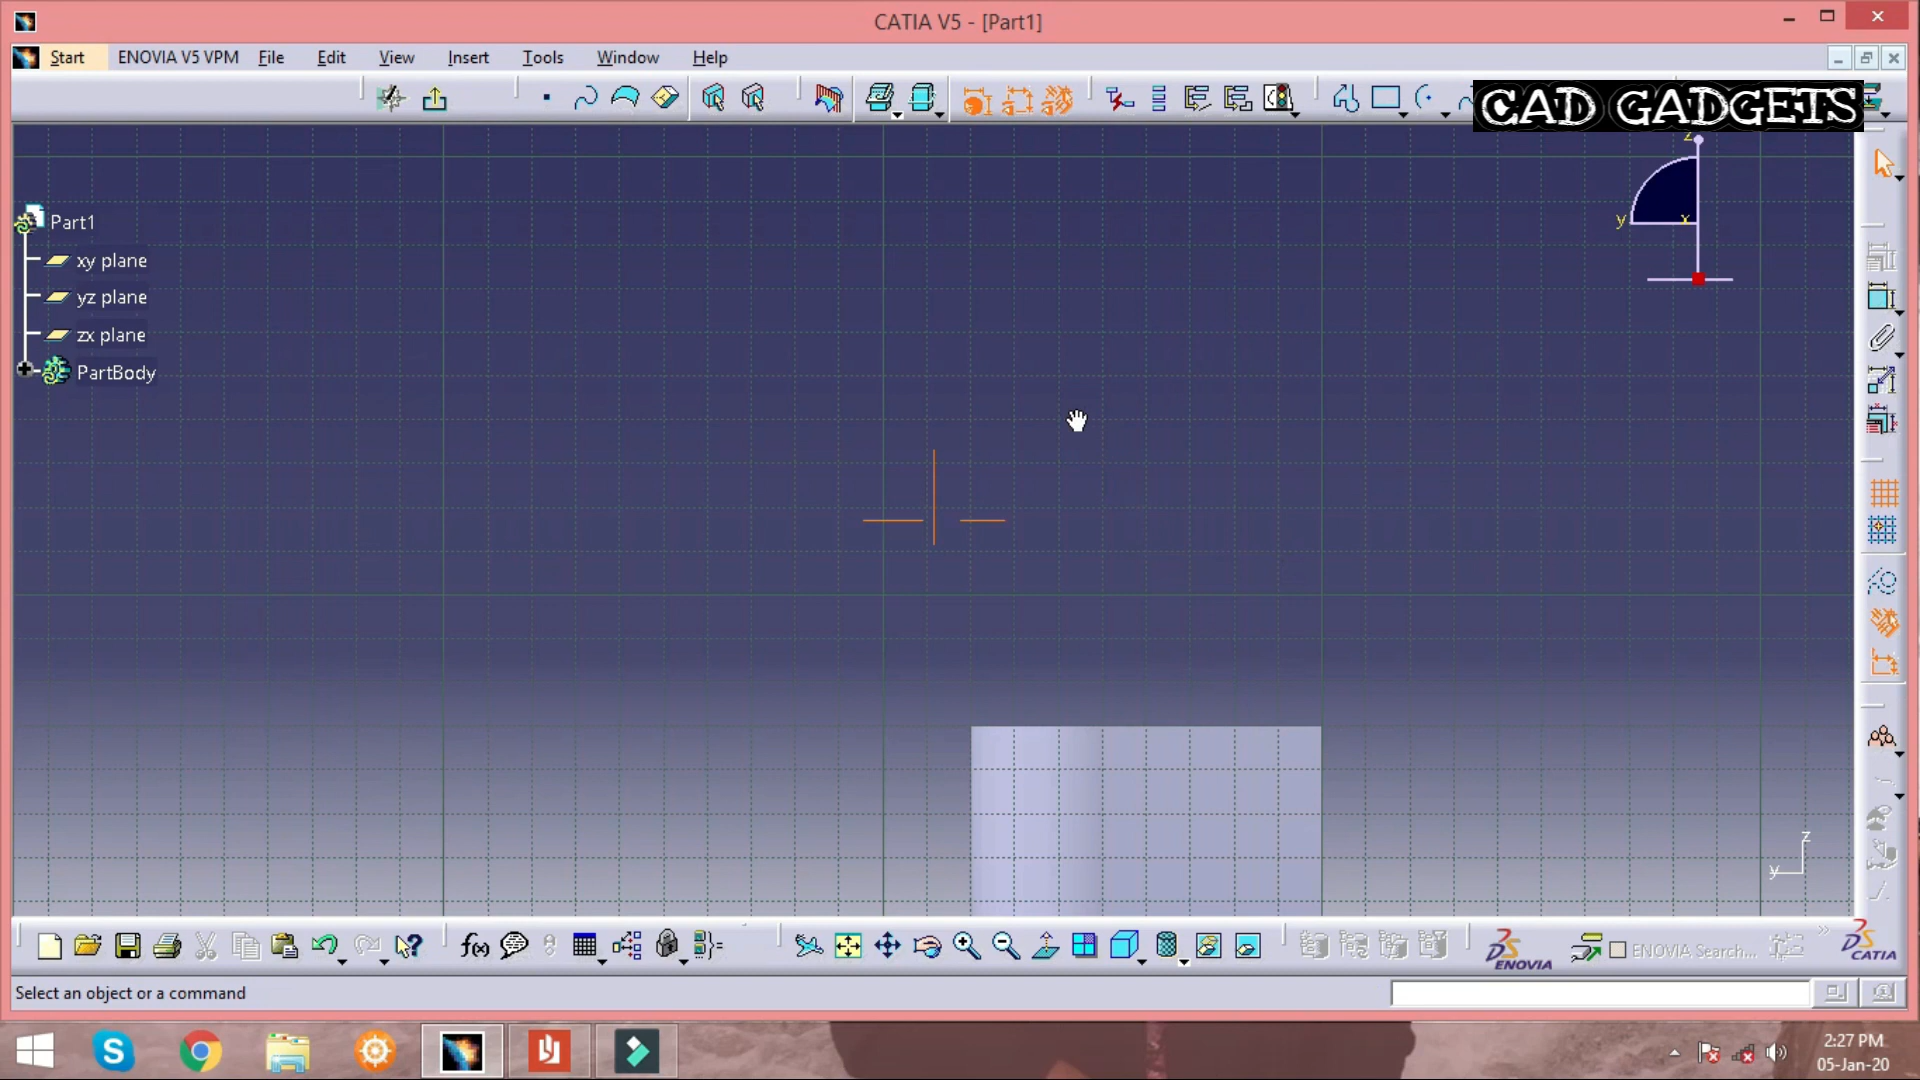 CATIA V5 - [Part1]
Start ENOVIA V5 VPM File Edit View Insert Tools Window Help
CAD GADGETS
z
y x
Part1
xy plane
yz plane
zx plane
PartBody
z
y
f(x)
ENOVIA
ENOVIA Search...
CATIA
Select an object or a command
2:27 PM
05-Jan-20